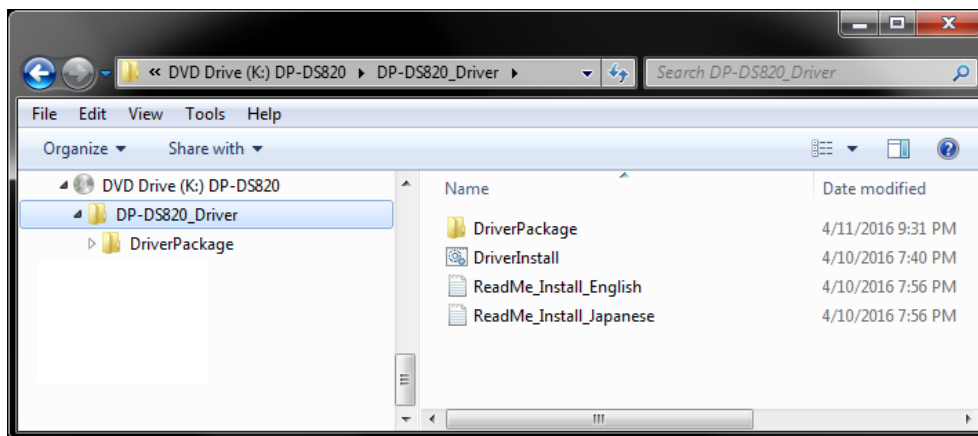 « DVD Drive (K:) DP-DS820 ▸ DP-DS820_Driver ▸
Search DP-DS820_Driver
File Edit View Tools Help
Organize ▾ Share with ▾
DVD Drive (K:) DP-DS820
DP-DS820_Driver
DriverPackage
Name Date modified
DriverPackage 4/11/2016 9:31 PM
DriverInstall 4/10/2016 7:40 PM
ReadMe_Install_English 4/10/2016 7:56 PM
ReadMe_Install_Japanese 4/10/2016 7:56 PM